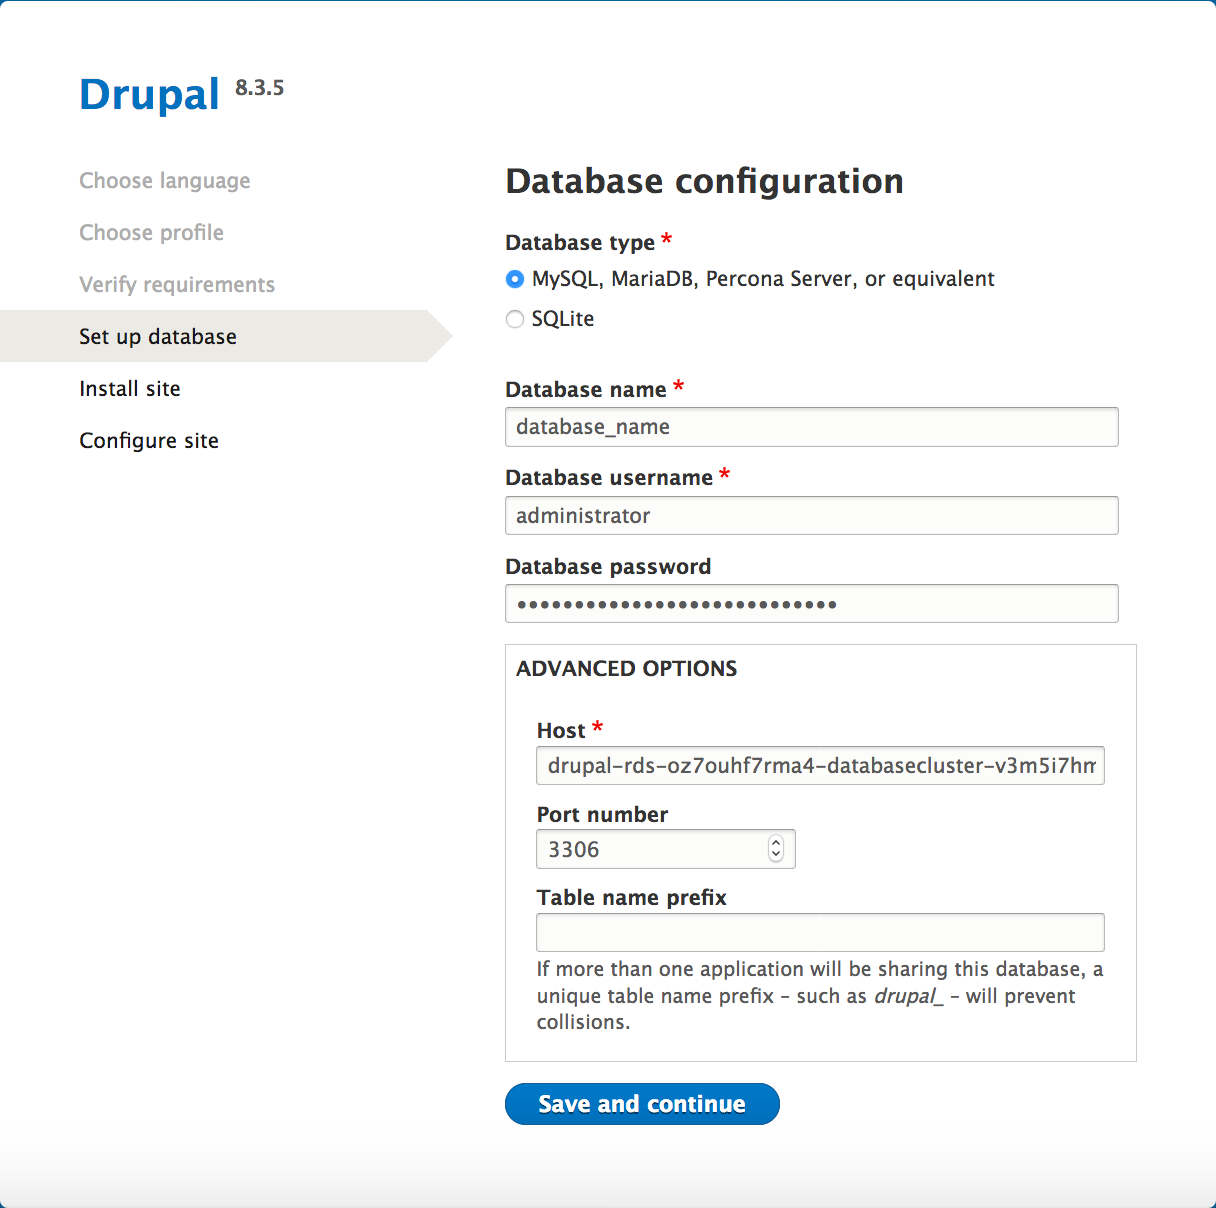 Drupal 8.3.5
Choose language
Choose profile
Verify requirements
Set up database
Install site
Configure site
Database configuration
Database type *
MySQL, MariaDB, Percona Server, or equivalent
SQLite
Database name *
database_name
Database username *
administrator
Database password
••••••••••••••••••••••••••••
ADVANCED OPTIONS
Host *
drupal-rds-oz7ouhf7rma4-databasecluster-v3m5i7hm
Port number
3306
Table name prefix
If more than one application will be sharing this database, a
unique table name prefix – such as drupal_ – will prevent
collisions.
Save and continue